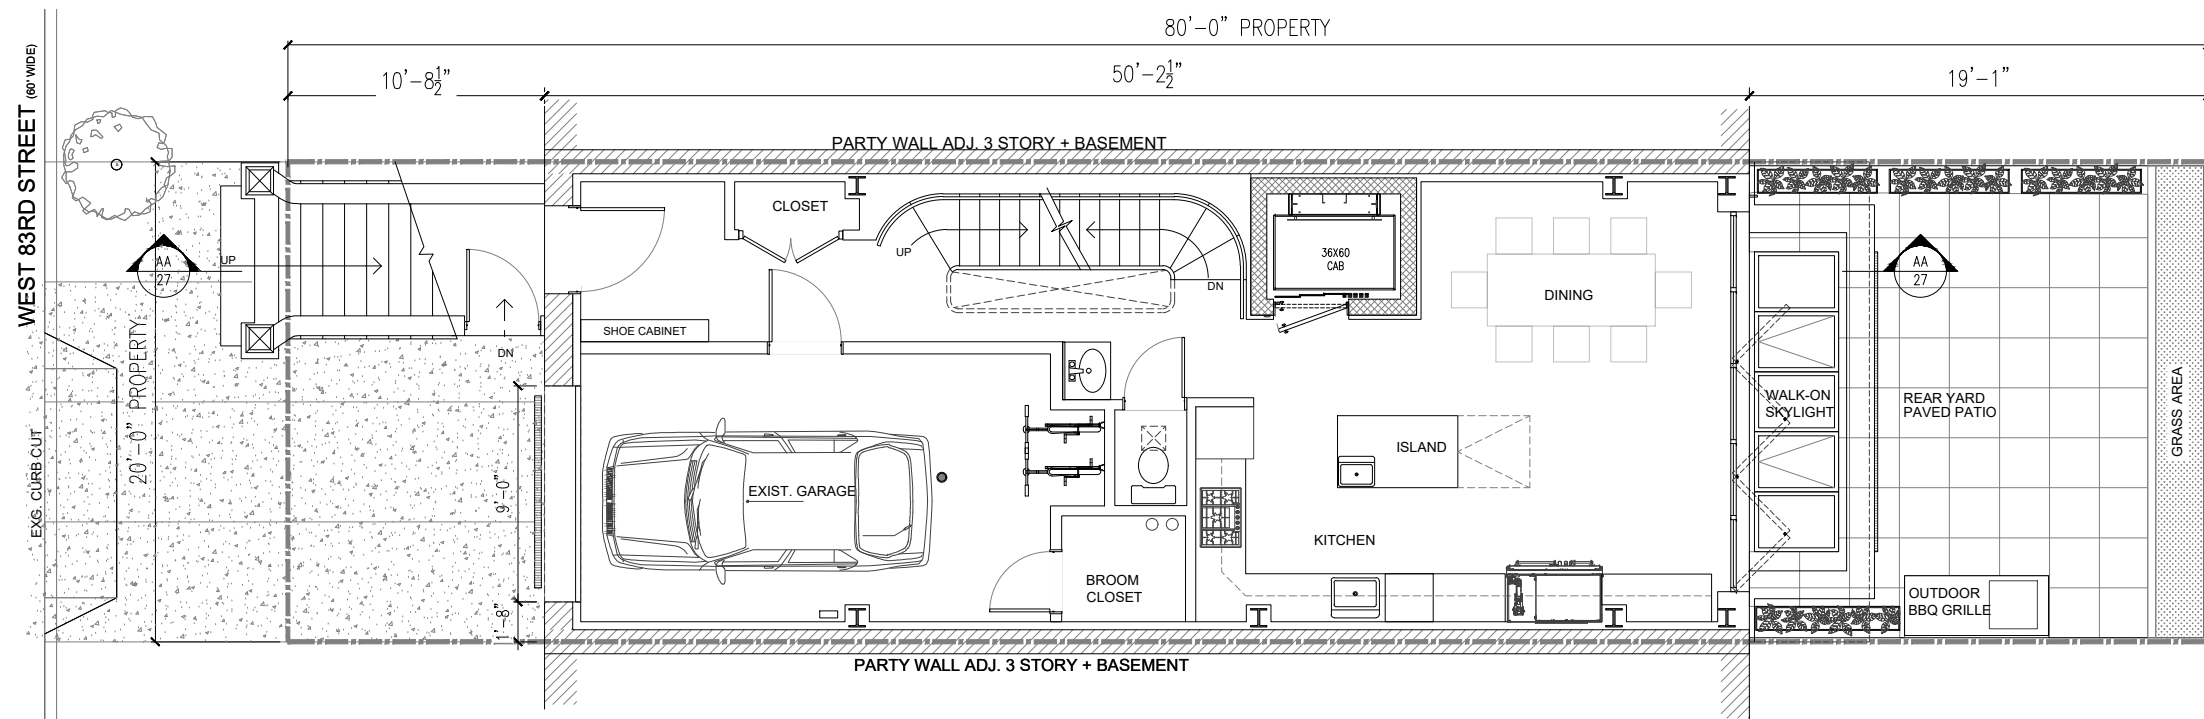 80'-0" PROPERTY
10'-8½"
50'-2½"
19'-1"
WEST 83RD STREET (60' WIDE)
PARTY WALL ADJ. 3 STORY + BASEMENT
CLOSET
UP
AA
27
UP
DN
36X60
CAB
DINING
AA
27
SHOE CABINET
DN
20'-0" PROPERTY
EXG. CURB CUT
9'-0"
1'-8"
EXIST. GARAGE
ISLAND
KITCHEN
WALK-ON
SKYLIGHT
REAR YARD
PAVED PATIO
GRASS AREA
BROOM
CLOSET
OUTDOOR
BBQ GRILLE
PARTY WALL ADJ. 3 STORY + BASEMENT